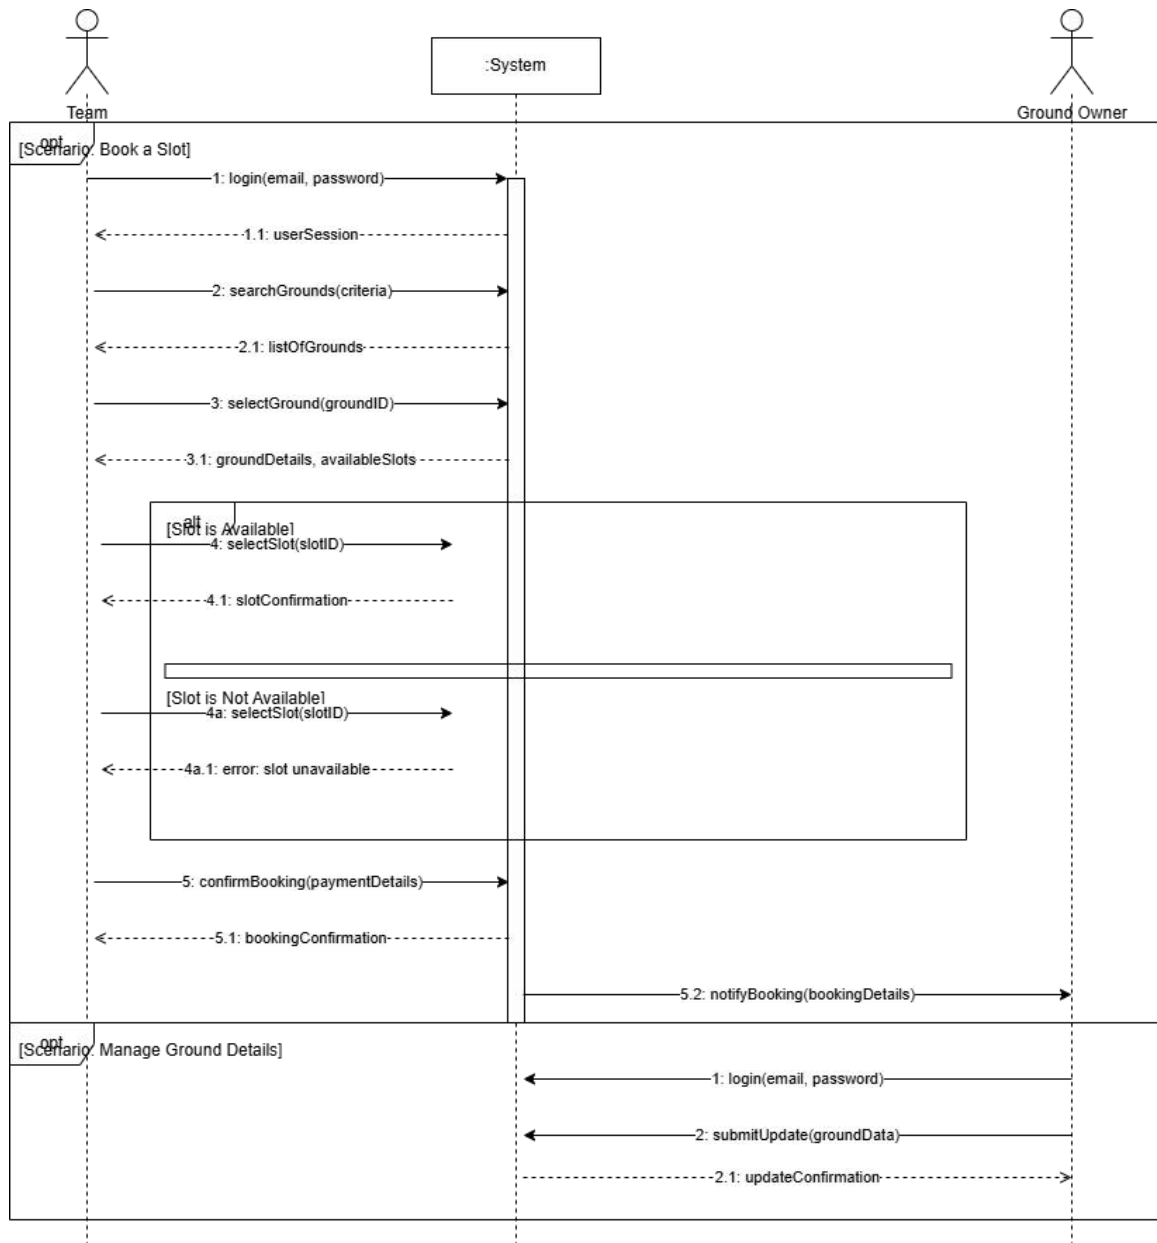 Team
:System
Ground Owner
opt
[Scenario: Book a Slot]
1: login(email, password)
1.1: userSession
2: searchGrounds(criteria)
2.1: listOfGrounds
3: selectGround(groundID)
3.1: groundDetails, availableSlots
alt
[Slot is Available]
4: selectSlot(slotID)
4.1: slotConfirmation
[Slot is Not Available]
4a: selectSlot(slotID)
4a.1: error: slot unavailable
5: confirmBooking(paymentDetails)
5.1: bookingConfirmation
5.2: notifyBooking(bookingDetails)
opt
[Scenario: Manage Ground Details]
1: login(email, password)
2: submitUpdate(groundData)
2.1: updateConfirmation